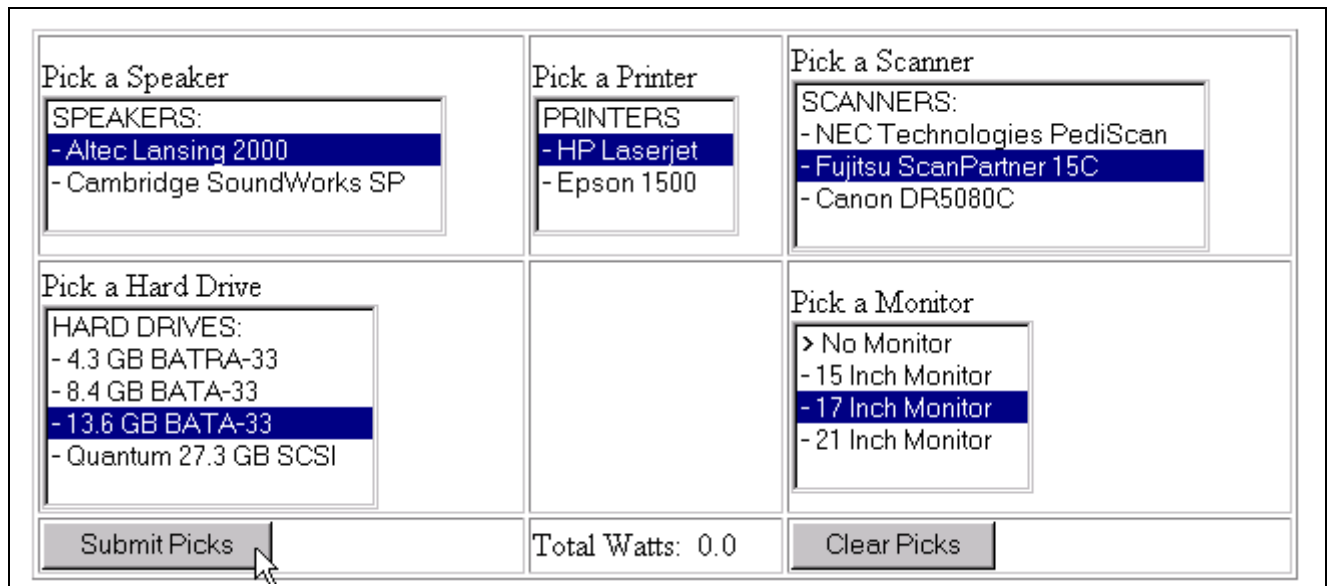 Pick a Speaker
SPEAKERS:
- Altec Lansing 2000
- Cambridge SoundWorks SP
Pick a Printer
PRINTERS
- HP Laserjet
- Epson 1500
Pick a Scanner
SCANNERS:
- NEC Technologies PediScan
- Fujitsu ScanPartner 15C
- Canon DR5080C
Pick a Hard Drive
HARD DRIVES:
- 4.3 GB BATRA-33
- 8.4 GB BATA-33
- 13.6 GB BATA-33
- Quantum 27.3 GB SCSI
Pick a Monitor
> No Monitor
- 15 Inch Monitor
- 17 Inch Monitor
- 21 Inch Monitor
Submit Picks
Total Watts: 0.0
Clear Picks